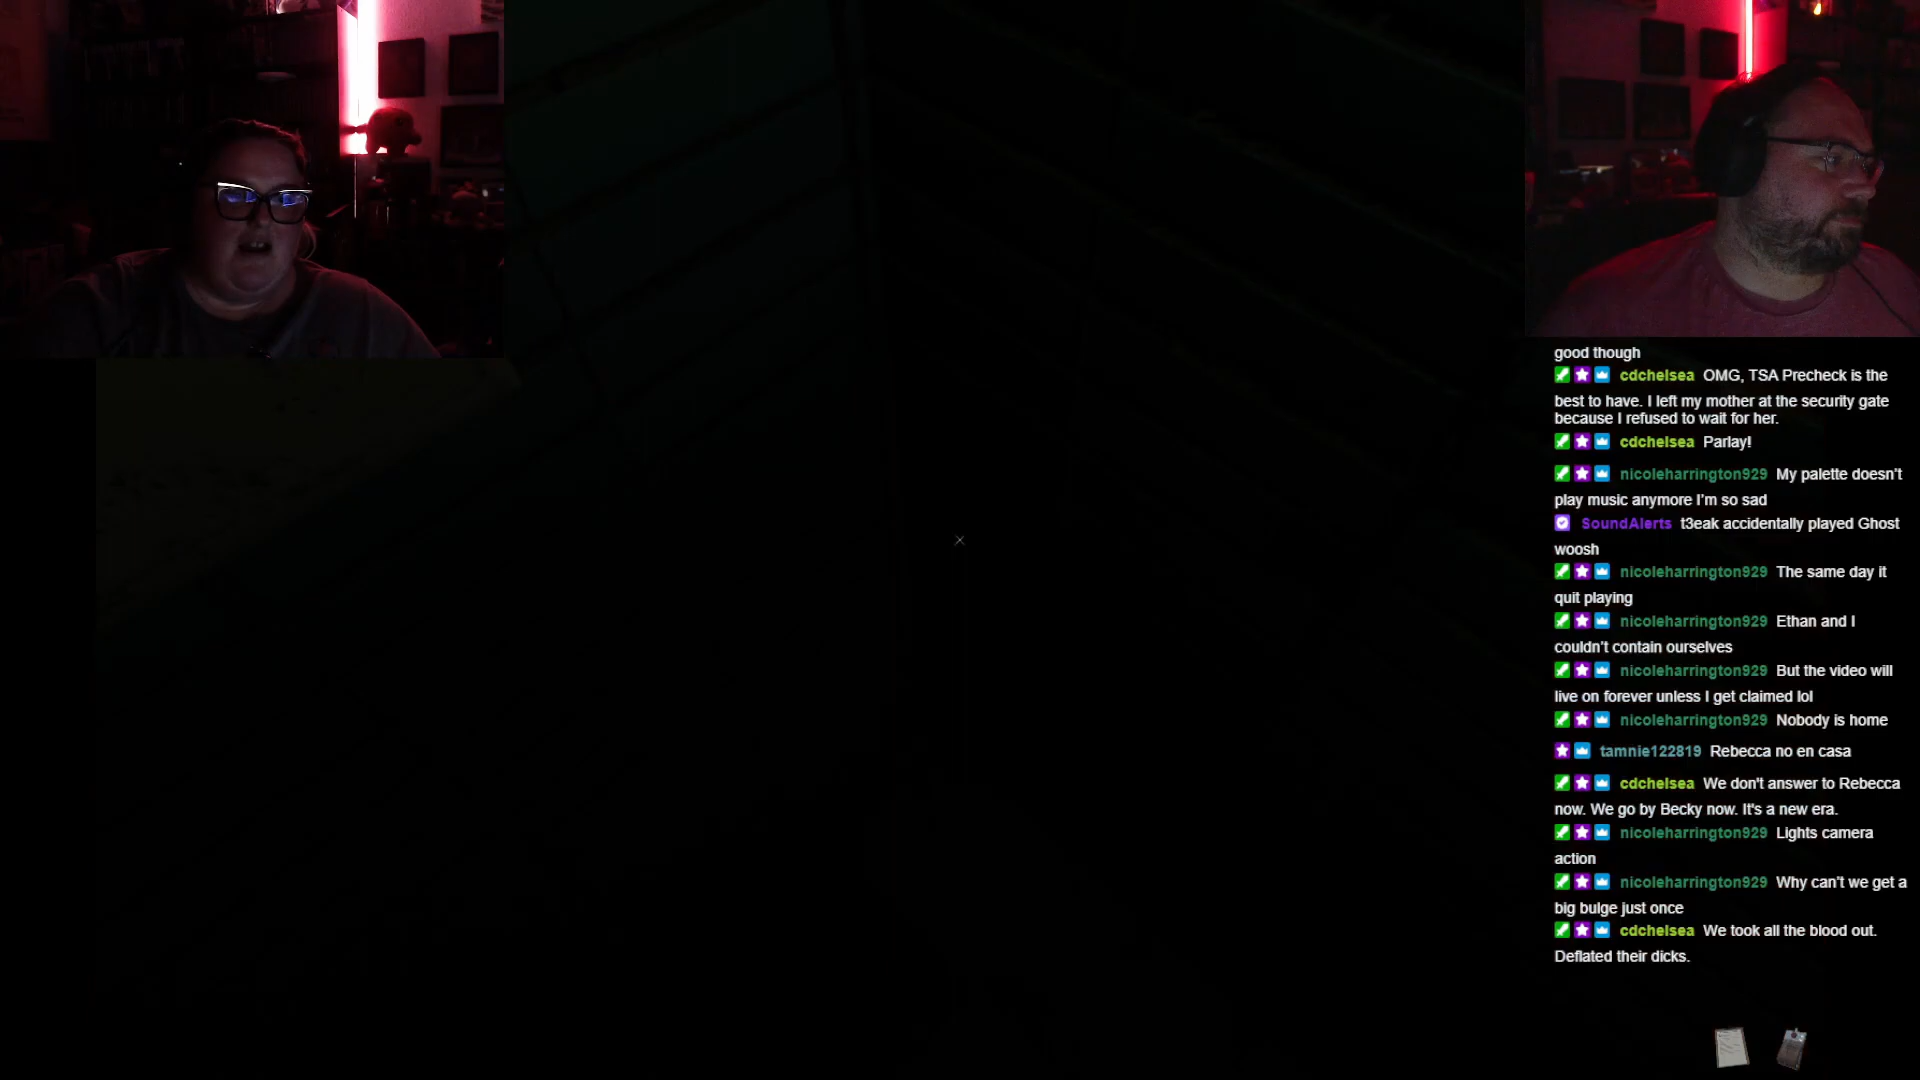 good though
cdchelsea OMG, TSA Precheck is the
best to have. I left my mother at the security gate
because I refused to wait for her.
cdchelsea Parlay!
nicoleharrington929 My palette doesn't
play music anymore I'm so sad
SoundAlerts t3eak accidentally played Ghost
woosh
nicoleharrington929 The same day it
quit playing
nicoleharrington929 Ethan and I
couldn't contain ourselves
nicoleharrington929 But the video will
live on forever unless I get claimed lol
nicoleharrington929 Nobody is home
tamnie122819 Rebecca no en casa
cdchelsea We don't answer to Rebecca
now. We go by Becky now. It's a new era.
nicoleharrington929 Lights camera
action
nicoleharrington929 Why can't we get a
big bulge just once
cdchelsea We took all the blood out.
Deflated their dicks.